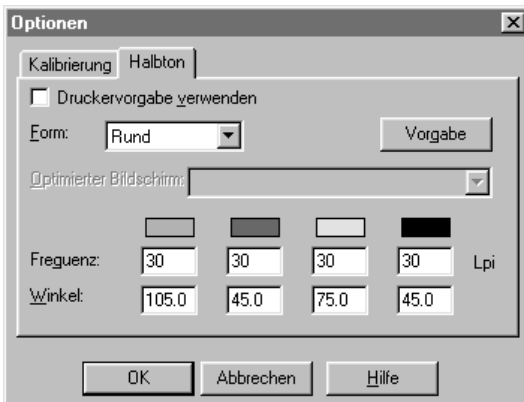 Optionen
Kalibrierung Halbton
Druckervorgabe verwenden
Form: Rund Vorgabe
Optimierter Bildschirm:
Frequenz: 30 30 30 30 Lpi
Winkel: 105.0 45.0 75.0 45.0
OK Abbrechen Hilfe